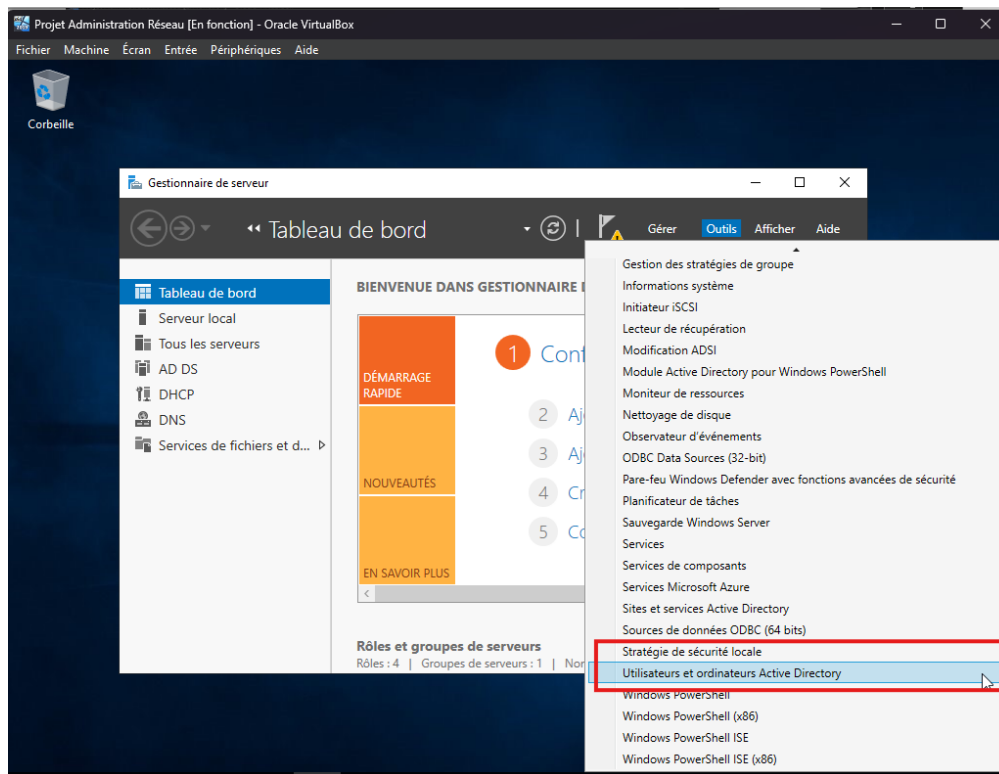 Projet Administration Réseau [En fonction] - Oracle VirtualBox
Fichier Machine Écran Entrée Périphériques Aide
Corbeille
Gestionnaire de serveur
Tableau de bord
Gérer Outils Afficher Aide
Tableau de bord
Serveur local
Tous les serveurs
AD DS
DHCP
DNS
Services de fichiers et d...
BIENVENUE DANS GESTIONNAIRE
DÉMARRAGE
RAPIDE
NOUVEAUTÉS
EN SAVOIR PLUS
1 Conf
2 Aj
3 Aj
4 Cr
5 Co
Rôles et groupes de serveurs
Rôles : 4 | Groupes de serveurs : 1 | Nor
Gestion des stratégies de groupe
Informations système
Initiateur iSCSI
Lecteur de récupération
Modification ADSI
Module Active Directory pour Windows PowerShell
Moniteur de ressources
Nettoyage de disque
Observateur d'événements
ODBC Data Sources (32-bit)
Pare-feu Windows Defender avec fonctions avancées de sécurité
Planificateur de tâches
Sauvegarde Windows Server
Services
Services de composants
Services Microsoft Azure
Sites et services Active Directory
Sources de données ODBC (64 bits)
Stratégie de sécurité locale
Utilisateurs et ordinateurs Active Directory
Windows PowerShell
Windows PowerShell (x86)
Windows PowerShell ISE
Windows PowerShell ISE (x86)